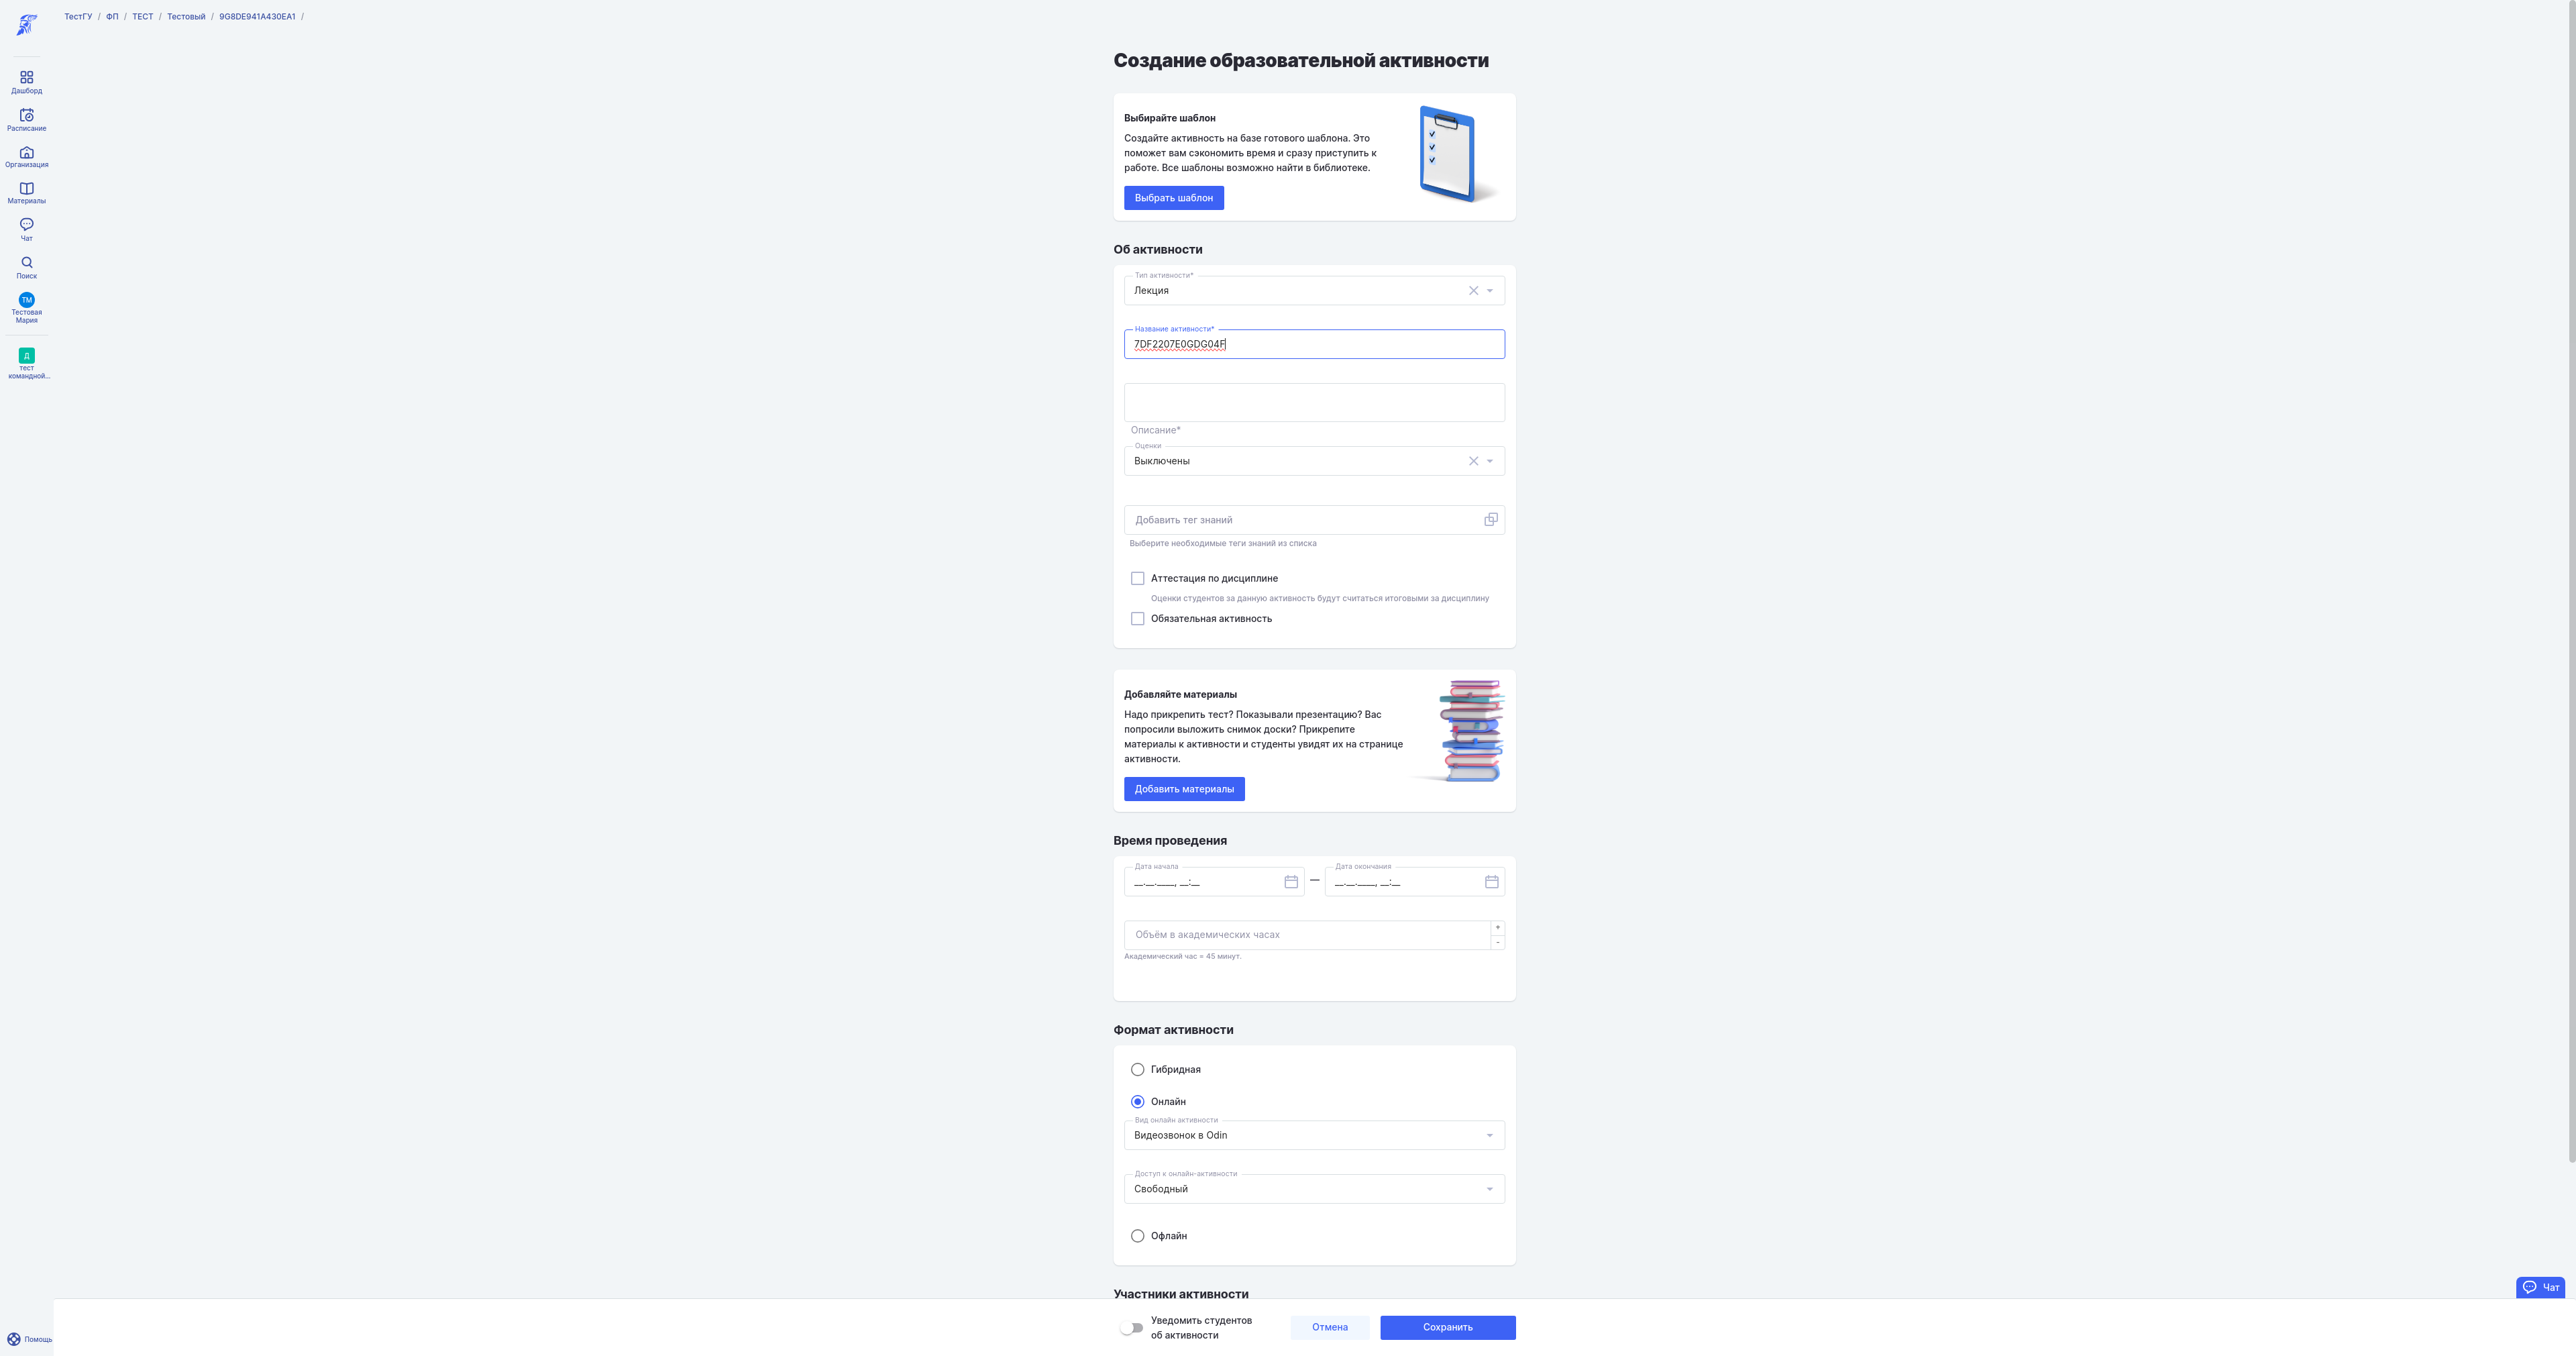 ТестГУ / ФП / ТЕСТ / Тестовый / 9G8DE941A430EA1 /
Дашборд
Расписание
Организация
Материалы
Чат
Поиск
ТМ
Тестовая
Мария
Д
тест
командной...
Помощь
Создание образовательной активности
Выбирайте шаблон
Создайте активность на базе готового шаблона. Это
поможет вам сэкономить время и сразу приступить к
работе. Все шаблоны возможно найти в библиотеке.
Выбрать шаблон
Об активности
Тип активности*
Лекция
Название активности*
7DF2207E0GDG04F
Описание*
Оценки
Выключены
Добавить тег знаний
Выберите необходимые теги знаний из списка
Аттестация по дисциплине
Оценки студентов за данную активность будут считаться итоговыми за дисциплину
Обязательная активность
Добавляйте материалы
Надо прикрепить тест? Показывали презентацию? Вас
попросили выложить снимок доски? Прикрепите
материалы к активности и студенты увидят их на странице
активности.
Добавить материалы
Время проведения
Дата начала
__.__.____, __:__
—
Дата окончания
__.__.____, __:__
Объём в академических часах
+
-
Академический час = 45 минут.
Формат активности
Гибридная
Онлайн
Вид онлайн активности
Видеозвонок в Odin
Доступ к онлайн-активности
Свободный
Офлайн
Участники активности
Чат
Уведомить студентов
об активности
Отмена
Сохранить